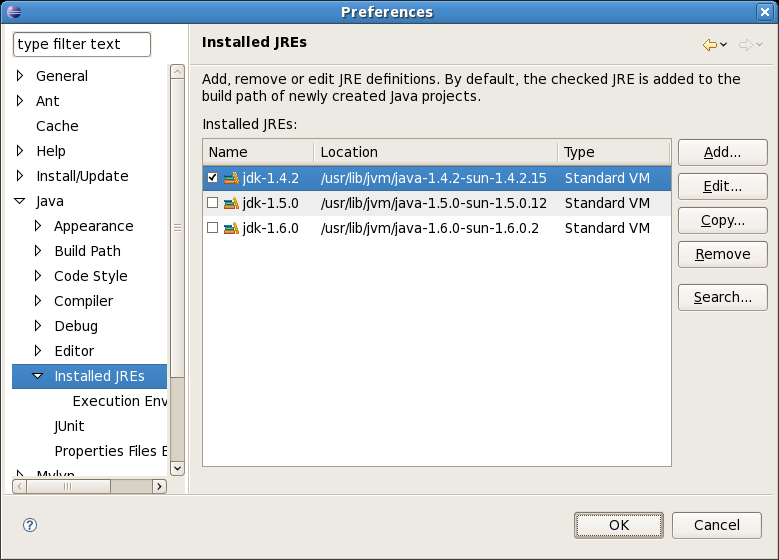 Preferences
type filter text
General
Ant
Cache
Help
Install/Update
Java
Appearance
Build Path
Code Style
Compiler
Debug
Editor
Installed JREs
Execution Env
JUnit
Properties Files E
Mylyn
Installed JREs
Add, remove or edit JRE definitions. By default, the checked JRE is added to the
build path of newly created Java projects.
Installed JREs:
Name Location Type
jdk-1.4.2 /usr/lib/jvm/java-1.4.2-sun-1.4.2.15 Standard VM
jdk-1.5.0 /usr/lib/jvm/java-1.5.0-sun-1.5.0.12 Standard VM
jdk-1.6.0 /usr/lib/jvm/java-1.6.0-sun-1.6.0.2 Standard VM
Add...
Edit...
Copy...
Remove
Search...
?
OK
Cancel